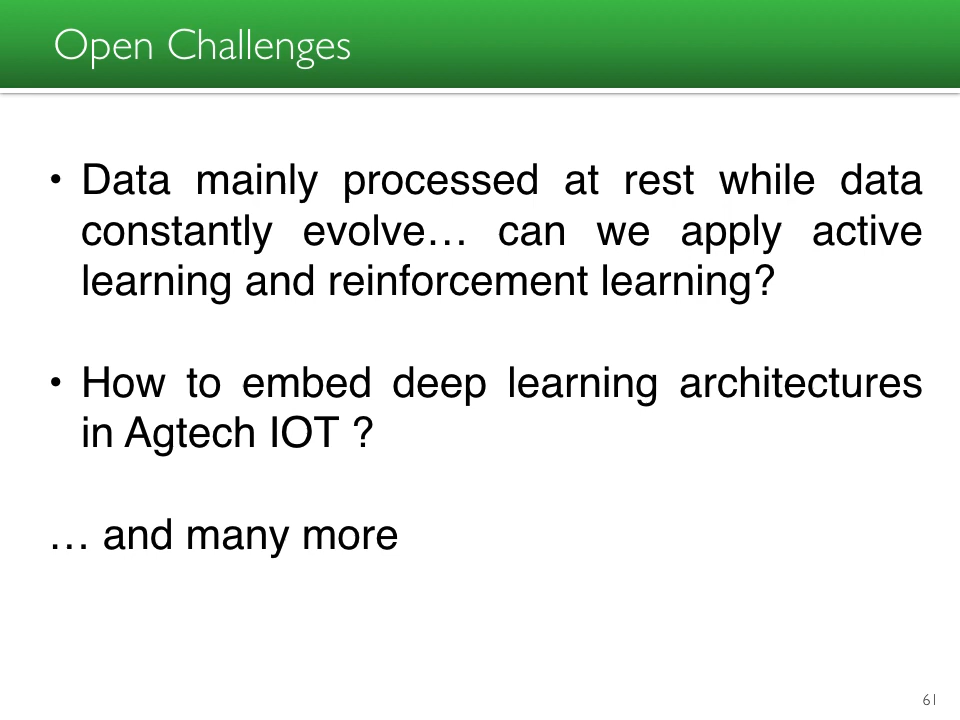 Open Challenges
• Data mainly processed at rest while data
constantly evolve… can we apply active
learning and reinforcement learning?
• How to embed deep learning architectures
in Agtech IOT ?
… and many more
61